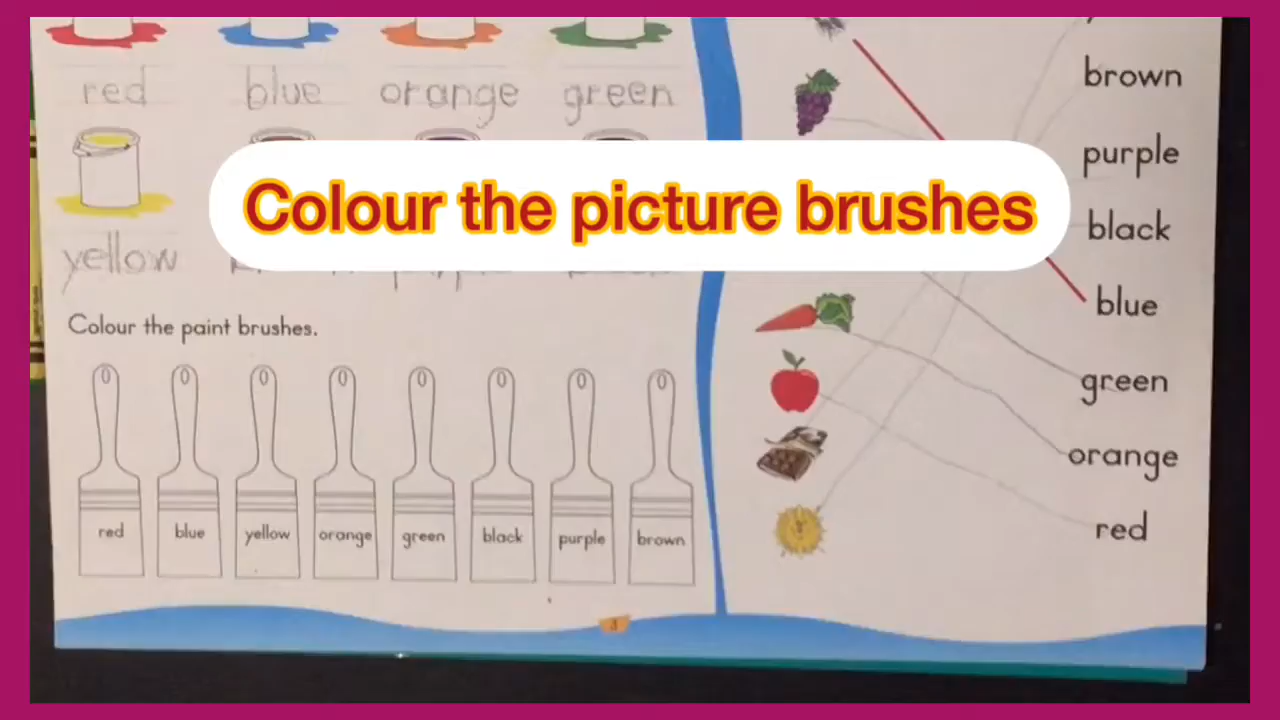 red blue orange green
Colour the picture brushes
yellow
Colour the paint brushes.
red blue yellow orange green black purple brown
3
brown
purple
black
blue
green
orange
red